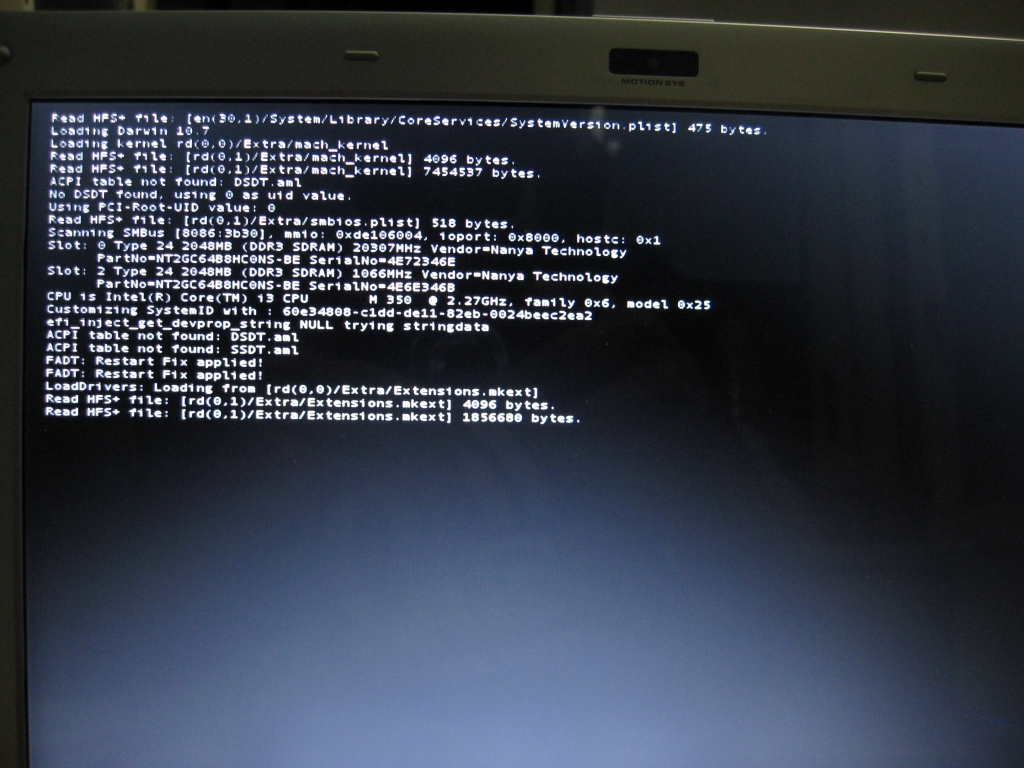 MOTION EYE
Read HFS+ file: [en(30,1)/System/Library/CoreServices/SystemVersion.plist] 475 bytes.
Loading Darwin 10.7
Loading kernel rd(0,0)/Extra/mach_kernel
Read HFS+ file: [rd(0,1)/Extra/mach_kernel] 4096 bytes.
Read HFS+ file: [rd(0,1)/Extra/mach_kernel] 7454537 bytes.
ACPI table not found: DSDT.aml
No DSDT found, using 0 as uid value.
Using PCI-Root-UID value: 0
Read HFS+ file: [rd(0,1)/Extra/smbios.plist] 518 bytes.
Scanning SMBus [8086:3b30], mmio: 0xde106004, ioport: 0x8000, hostc: 0x1
Slot: 0 Type 24 2048MB (DDR3 SDRAM) 20307MHz Vendor=Nanya Technology
PartNo=NT2GC64B8HC0NS-BE SerialNo=4E72346E
Slot: 2 Type 24 2048MB (DDR3 SDRAM) 1066MHz Vendor=Nanya Technology
PartNo=NT2GC64B8HC0NS-BE SerialNo=4E6E346B
CPU is Intel(R) Core(TM) i3 CPU M 350 @ 2.27GHz, family 0x6, model 0x25
Customizing SystemID with : 60e34808-c1dd-de11-82eb-0024beec2ea2
efi_inject_get_devprop_string NULL trying stringdata
ACPI table not found: DSDT.aml
ACPI table not found: SSDT.aml
FADT: Restart Fix applied!
FADT: Restart Fix applied!
LoadDrivers: Loading from [rd(0,0)/Extra/Extensions.mkext]
Read HFS+ file: [rd(0,1)/Extra/Extensions.mkext] 4096 bytes.
Read HFS+ file: [rd(0,1)/Extra/Extensions.mkext] 1856680 bytes.